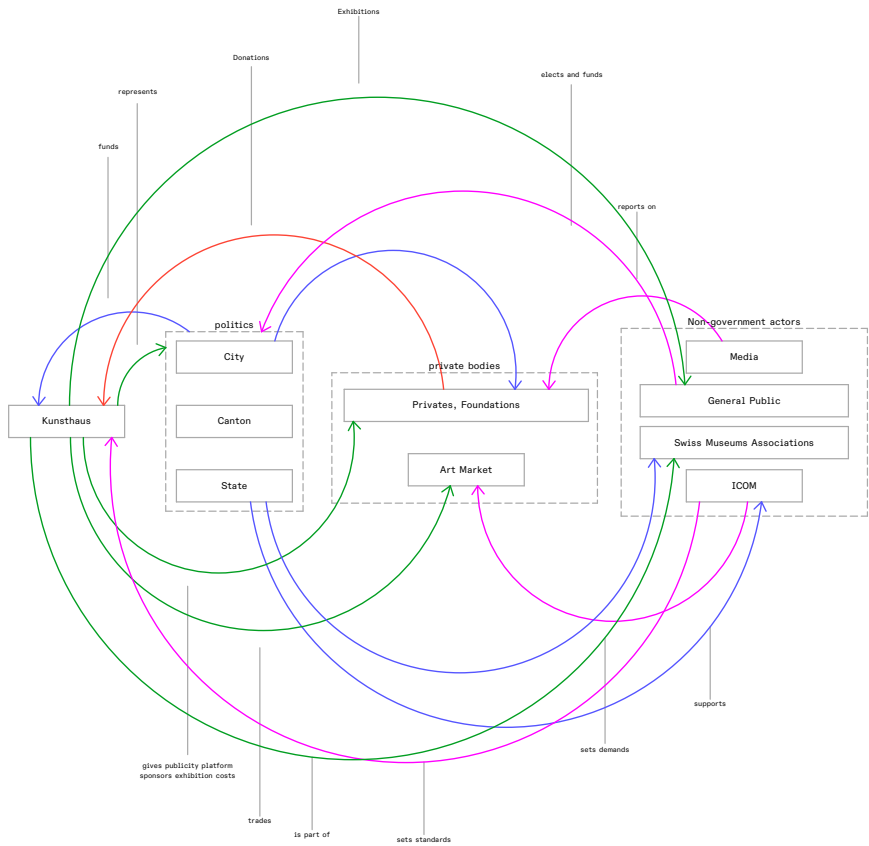 Exhibitions
Donations
elects and funds
represents
funds
reports on
politics
Non-government actors
City
Media
private bodies
General Public
Privates, Foundations
Kunsthaus
Canton
Swiss Museums Associations
Art Market
State
ICOM
supports
sets demands
gives publicity platform
sponsors exhibition costs
trades
is part of
sets standards